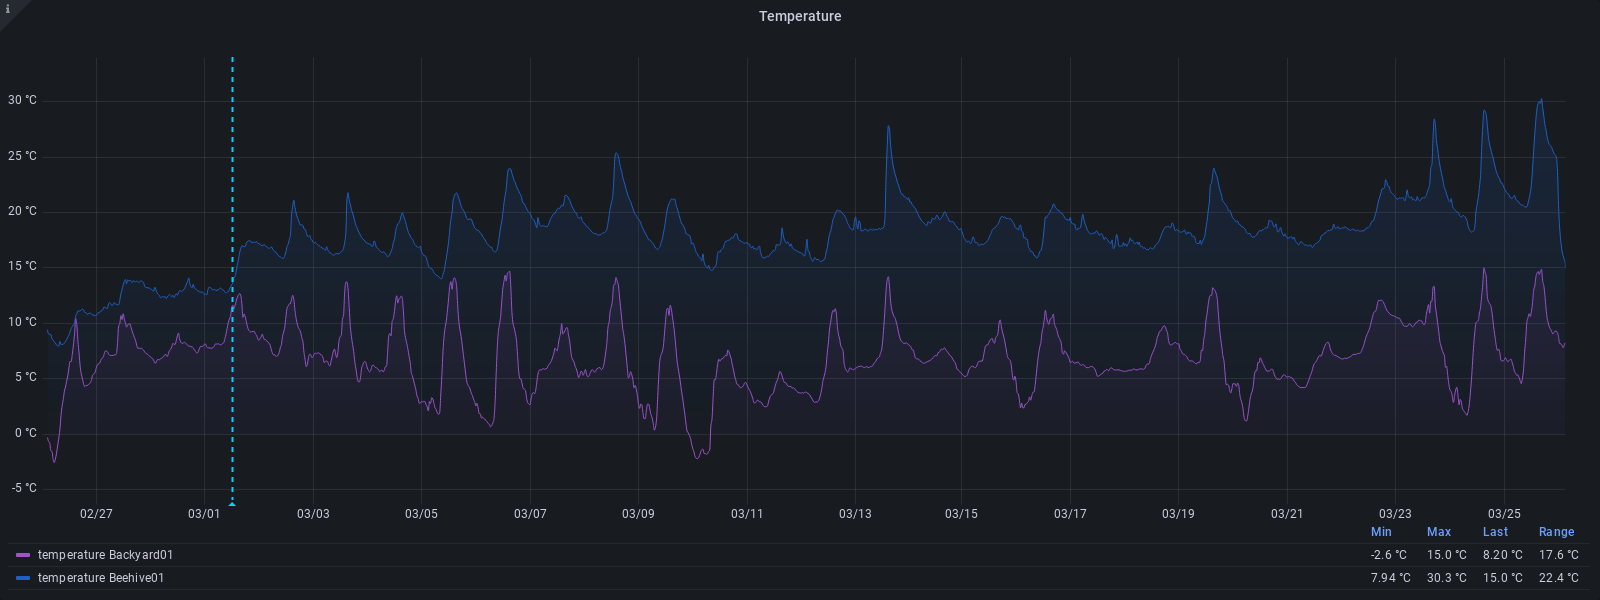 i
Temperature
30 °C
25 °C
20 °C
15 °C
10 °C
5 °C
0 °C
-5 °C
02/27 03/01 03/03 03/05 03/07 03/09 03/11 03/13 03/15 03/17 03/19 03/21 03/23 03/25
Min Max Last Range
temperature Backyard01 -2.6 °C 15.0 °C 8.20 °C 17.6 °C
temperature Beehive01 7.94 °C 30.3 °C 15.0 °C 22.4 °C